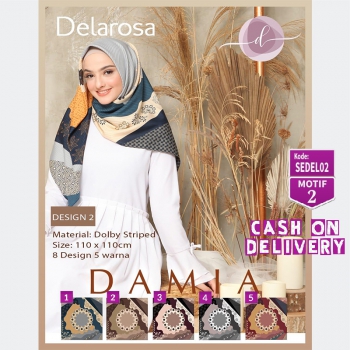 Delarosa
d
Kode:
SEDEL02
MOTIF
2
CASH ON
DELIVERY
DESIGN 2
Material: Dolby Striped
Size: 110 x 110cm
8 Design 5 warna
DAMIA
1 2 3 4 5